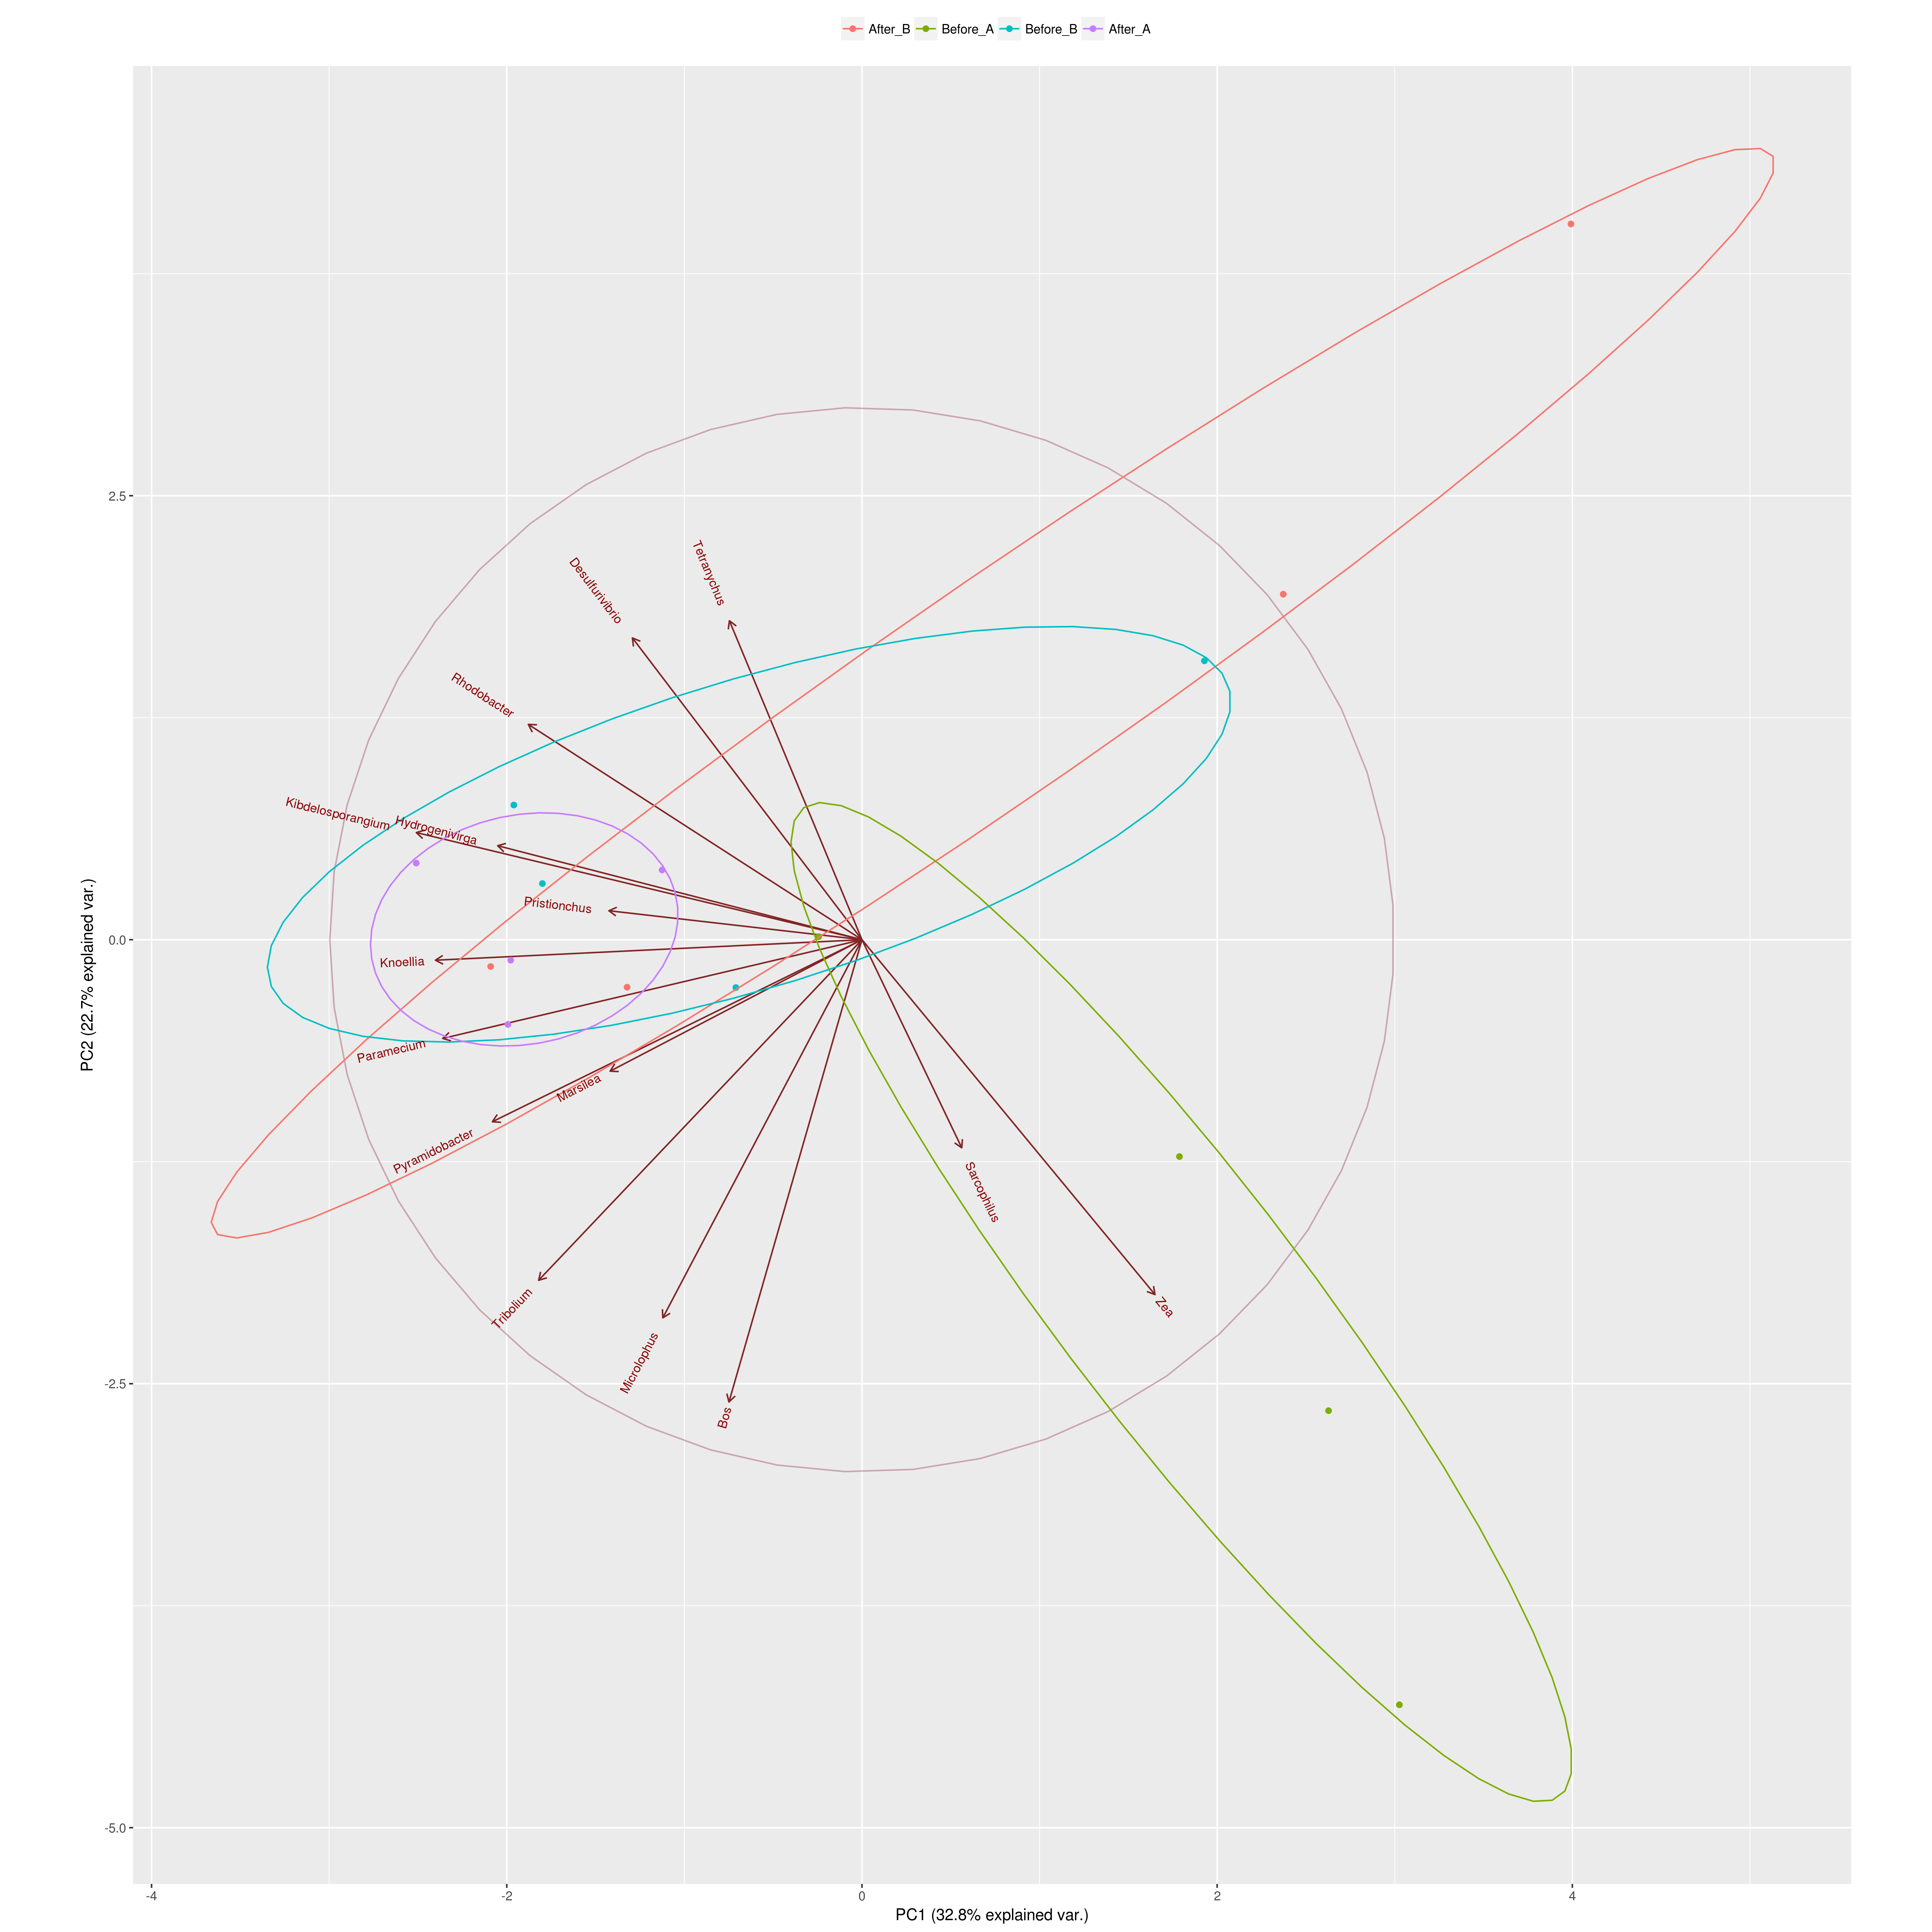 After_B Before_A Before_B After_A
Tetranychus
Desulfurivibrio
Rhodobacter
Kibdelosporangium
Hydrogenivirga
Pristionchus
Knoellia
Paramecium
Marsilea
Pyramidobacter
Sarcophilus
Tribolium
Zea
Microlophus
Bos
2.5
0.0
-2.5
-5.0
PC2 (22.7% explained var.)
-4 -2 0 2 4
PC1 (32.8% explained var.)